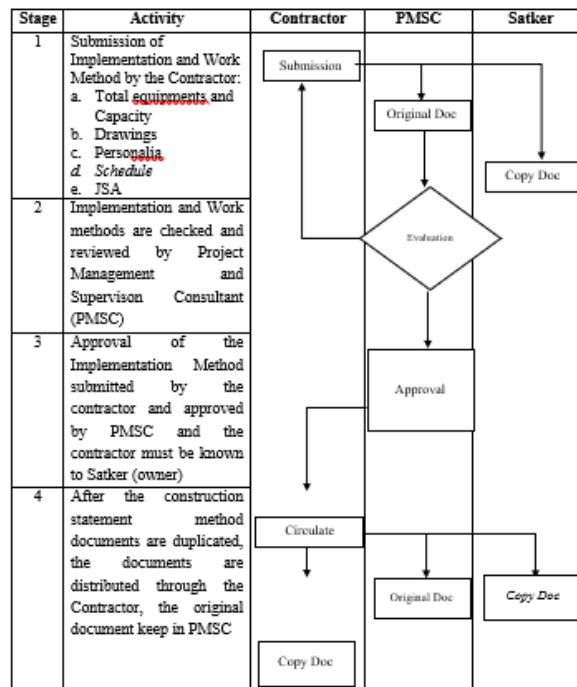 Stage Activity Contractor PMSC Satker
1 Submission of
Implementation and Work
Method by the Contractor:
a. Total equipments and
Capacity
b. Drawings
c. Personalia
d. Schedule
e. JSA
Submission
Original Doc
Copy Doc
2 Implementation and Work
methods are checked and
reviewed by Project
Management and
Supervison Consultant
(PMSC)
Evaluation
3 Approval of the
Implementation Method
submitted by the
contractor and approved
by PMSC and the
contractor must be known
to Satker (owner)
Approval
4 After the construction
statement method
documents are duplicated,
the documents are
distributed through the
Contractor, the original
document keep in PMSC
Circulate
Original Doc
Copy Doc
Copy Doc